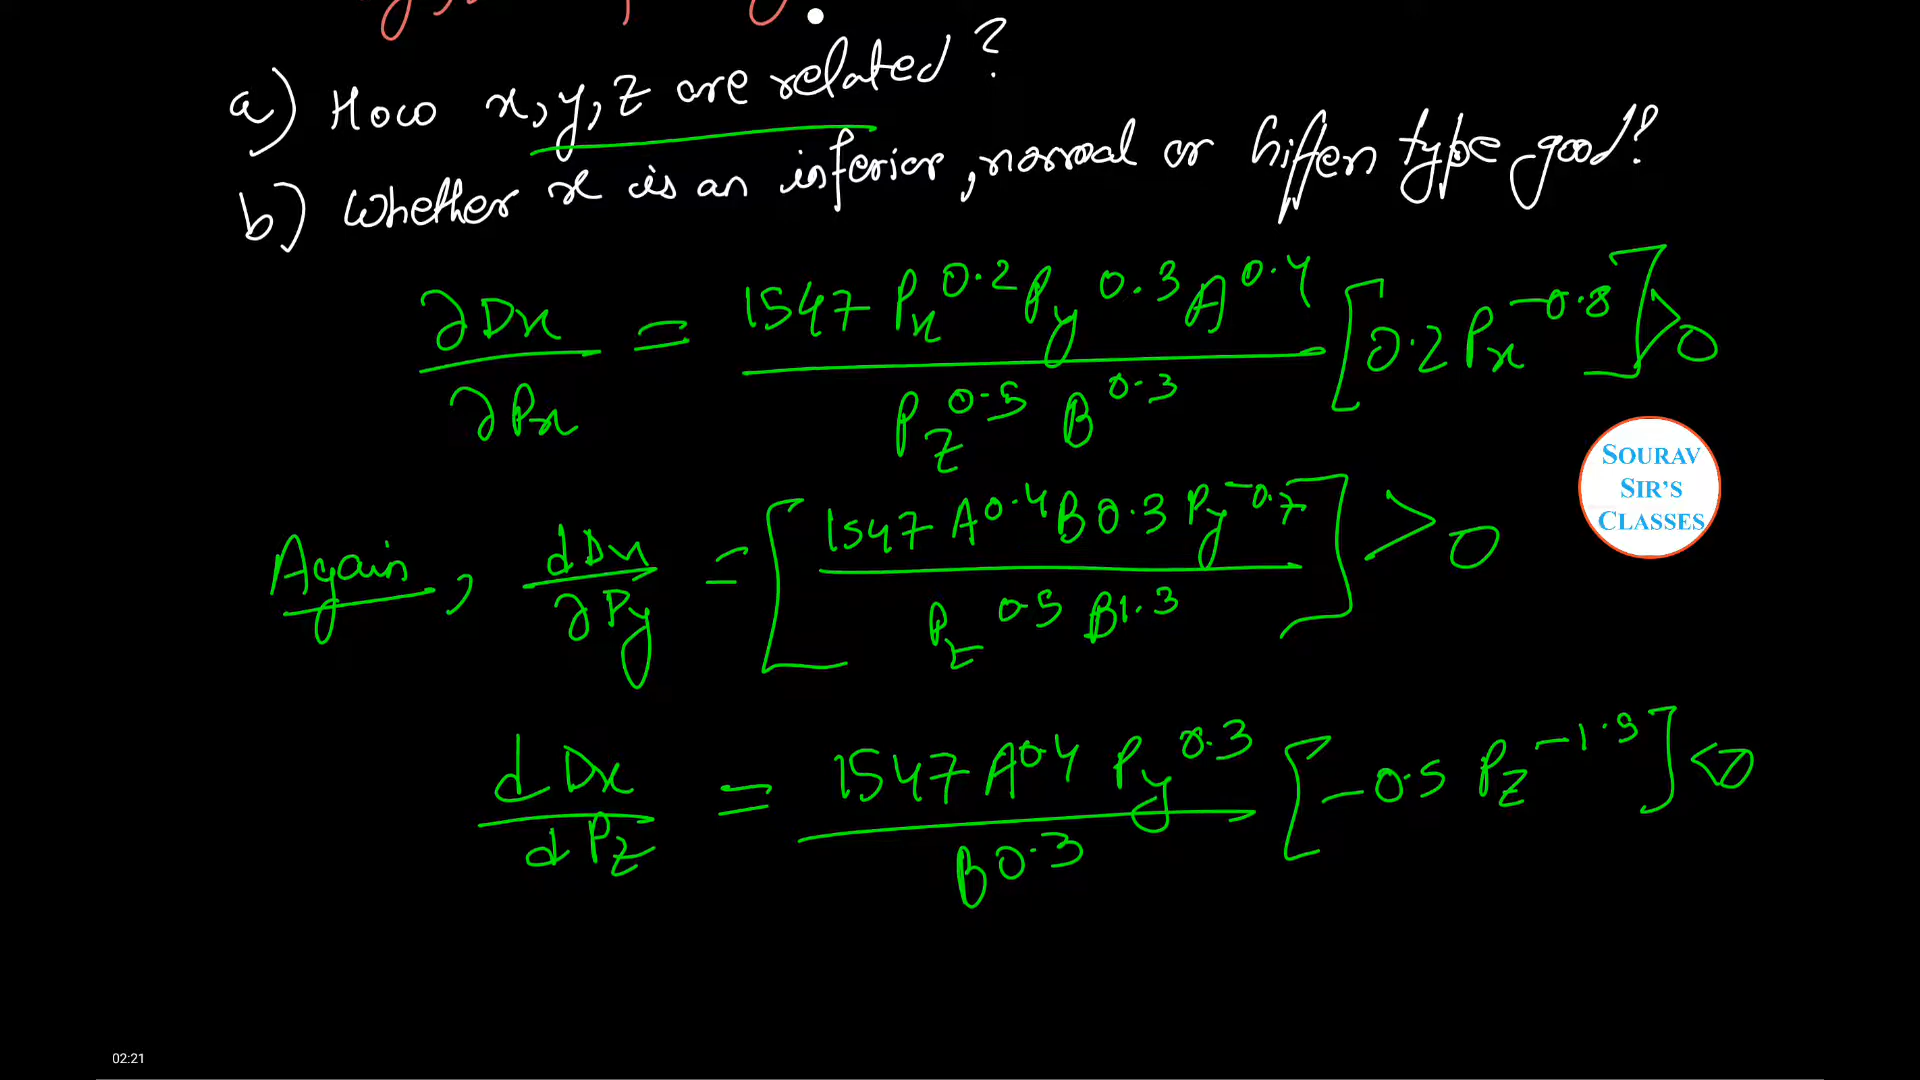 a) How x, y, z are related?
b) Whether x is an inferior, normal or hiffen type good?
∂Dx/∂Px = 1547 Px^0.2 Py^0.3 A^0.4 / Pz^0.5 B^0.3 [0.2 Px^-0.8] > 0
SOURAV
SIR'S
CLASSES
Again, dDx/∂Py = [1547 A^0.4 B^0.3 Py^-0.7 / Pz^0.5 B^1.3] > 0
dDx/dPz = 1547 A^0.4 Py^0.3 / B^0.3 [-0.5 Pz^-1.5] < 0
02:21